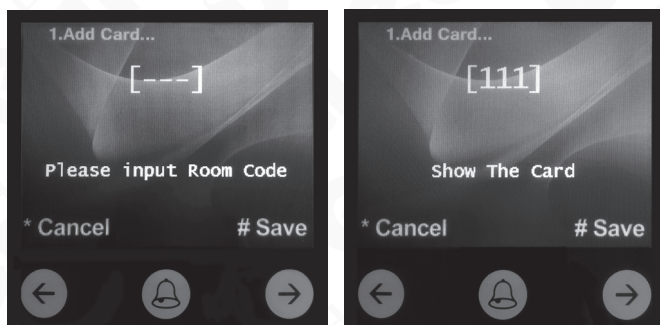 1.Add Card...
[---]
Please input Room Code
* Cancel # Save
1.Add Card...
[111]
Show The Card
* Cancel # Save